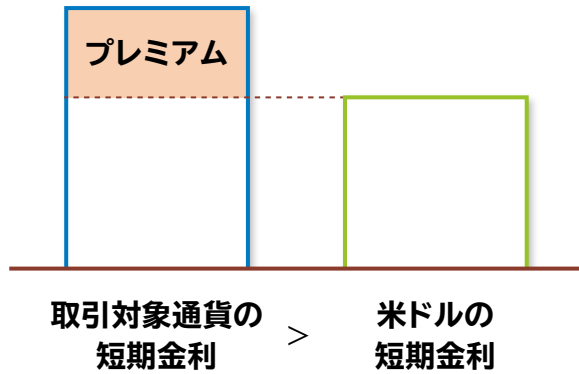 プレミアム
取引対象通貨の
短期金利
>
米ドルの
短期金利